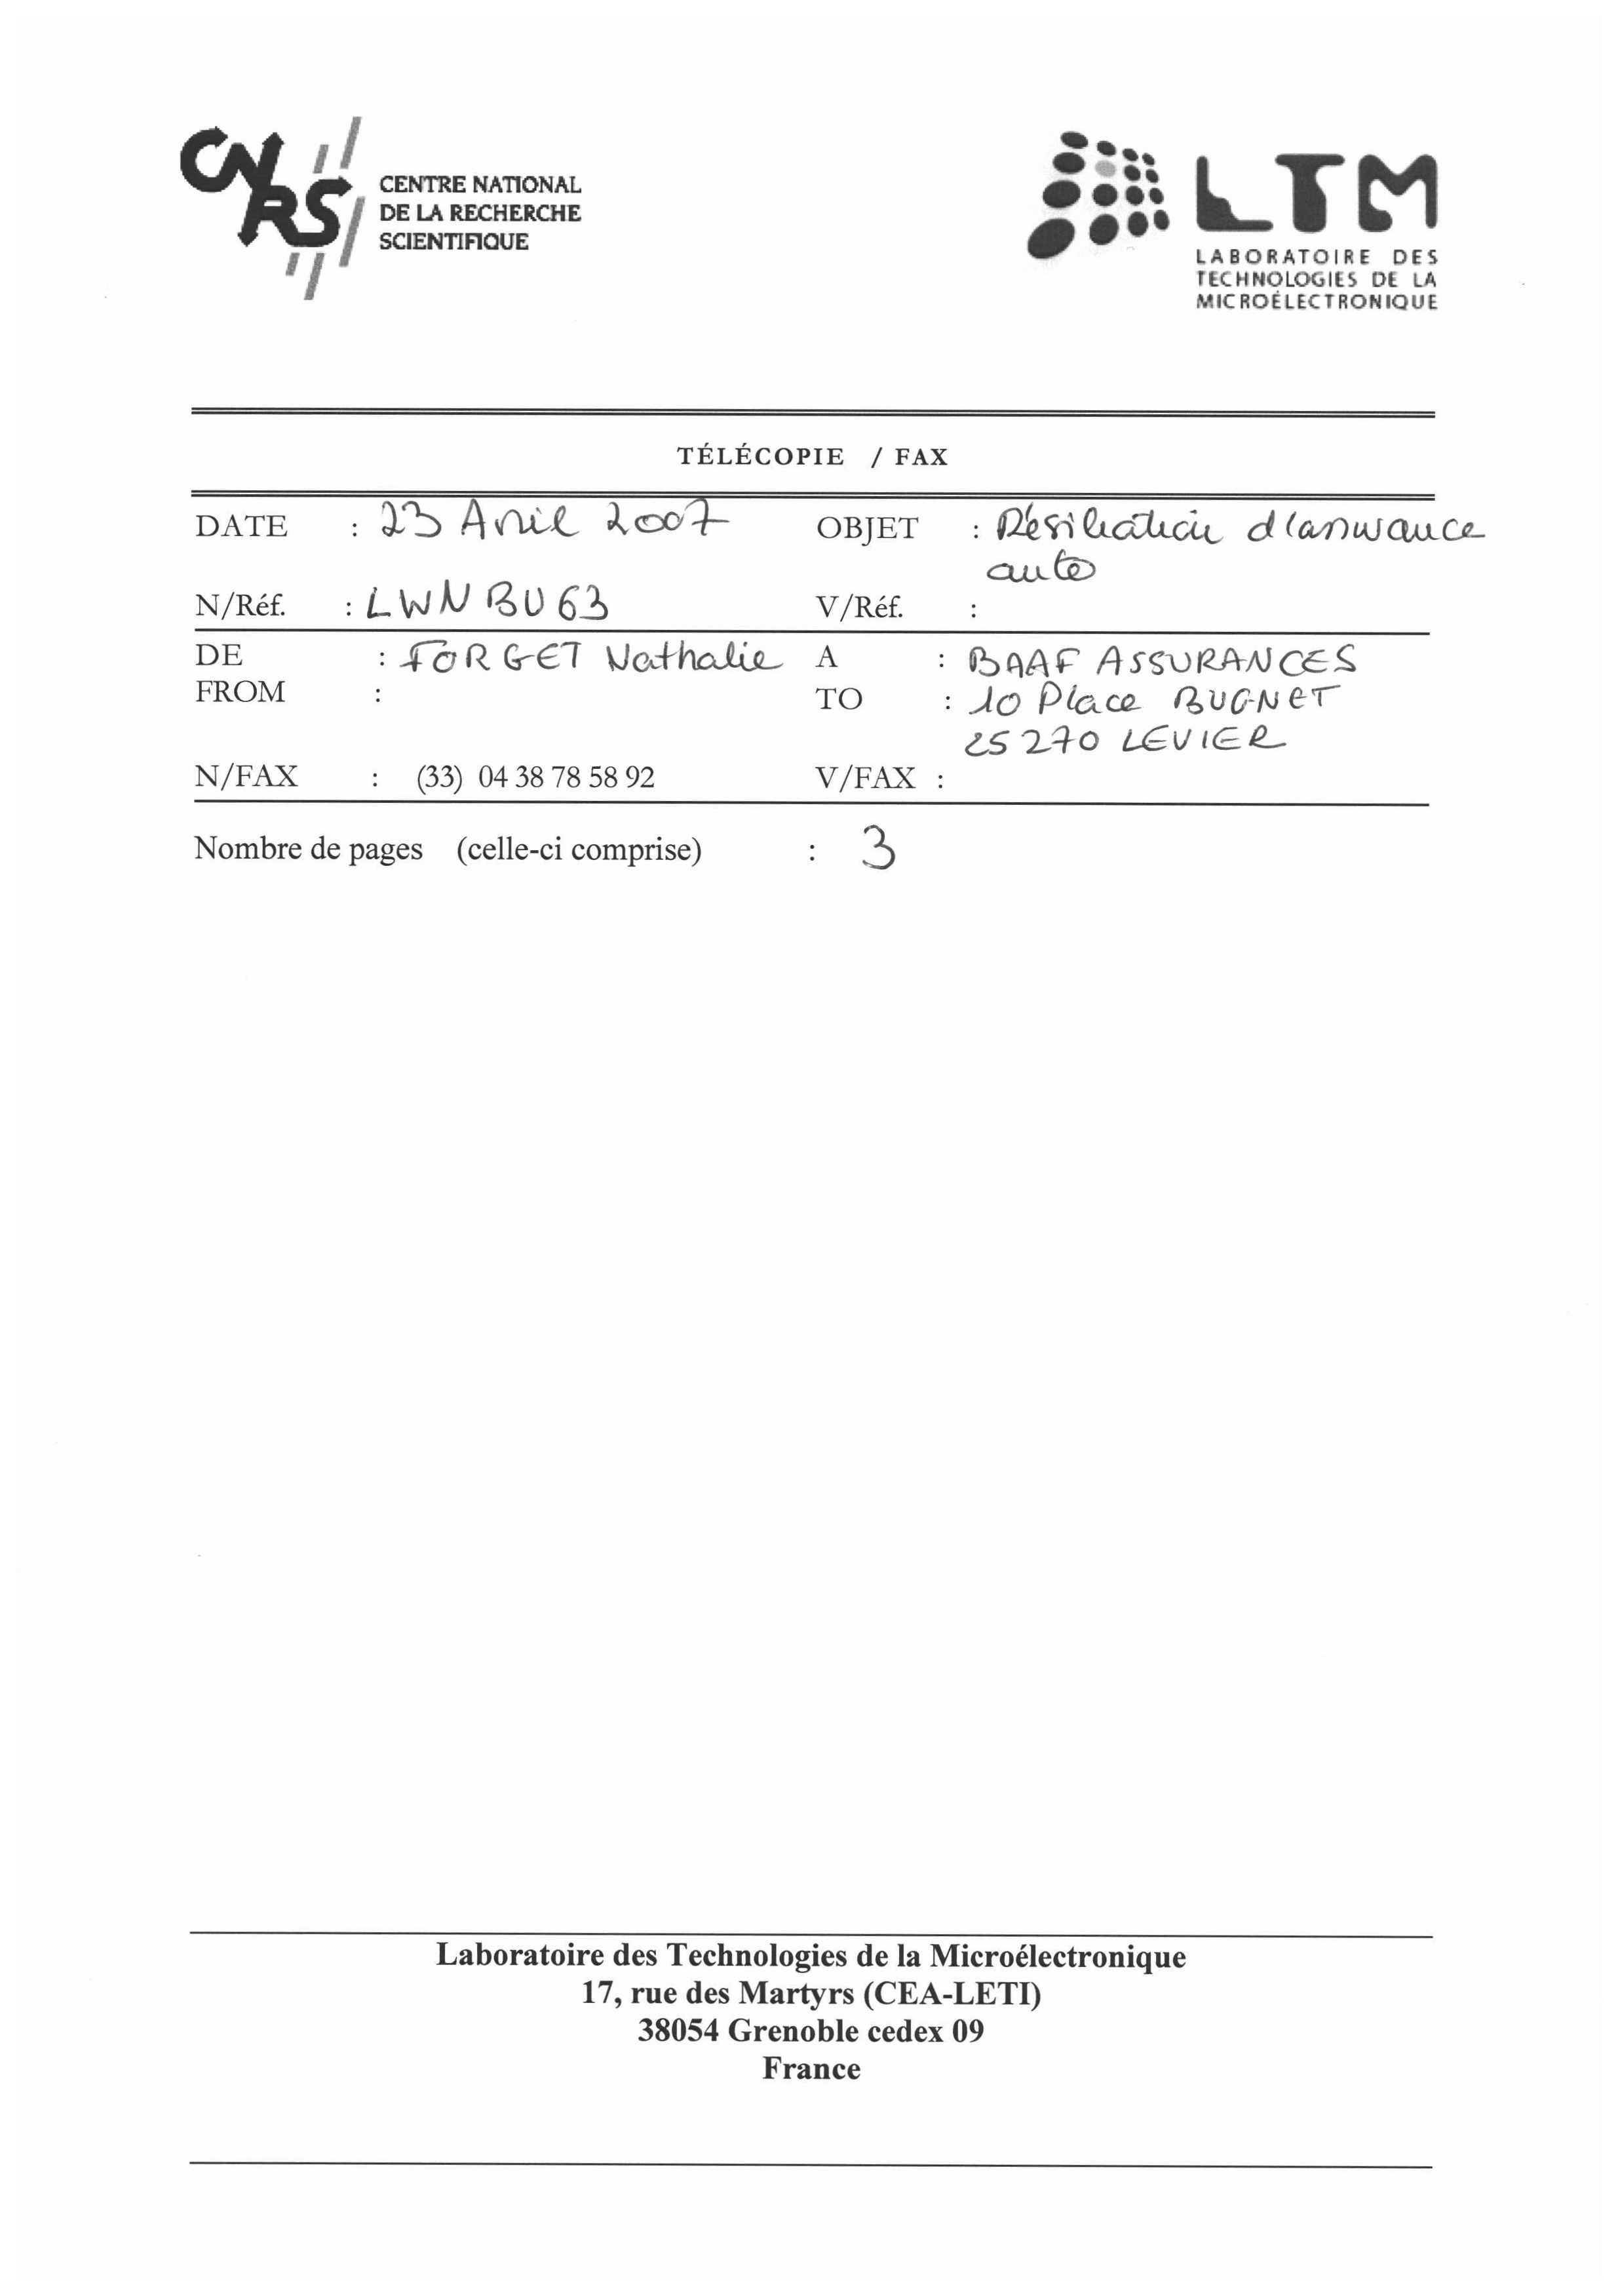 CNRS
CENTRE NATIONAL
DE LA RECHERCHE
SCIENTIFIQUE
LTM
LABORATOIRE DES
TECHNOLOGIES DE LA
MICROÉLECTRONIQUE
TÉLÉCOPIE / FAX
DATE : 23 Avril 2007 OBJET : Résiliation d'assurance
auto
N/Réf. : LWNBU63 V/Réf. :
DE : FORGET Nathalie A : BAAF ASSURANCES
FROM : TO : 10 Place BUGNET
25270 LEVIER
N/FAX : (33) 04 38 78 58 92 V/FAX :
Nombre de pages (celle-ci comprise) : 3
Laboratoire des Technologies de la Microélectronique
17, rue des Martyrs (CEA-LETI)
38054 Grenoble cedex 09
France